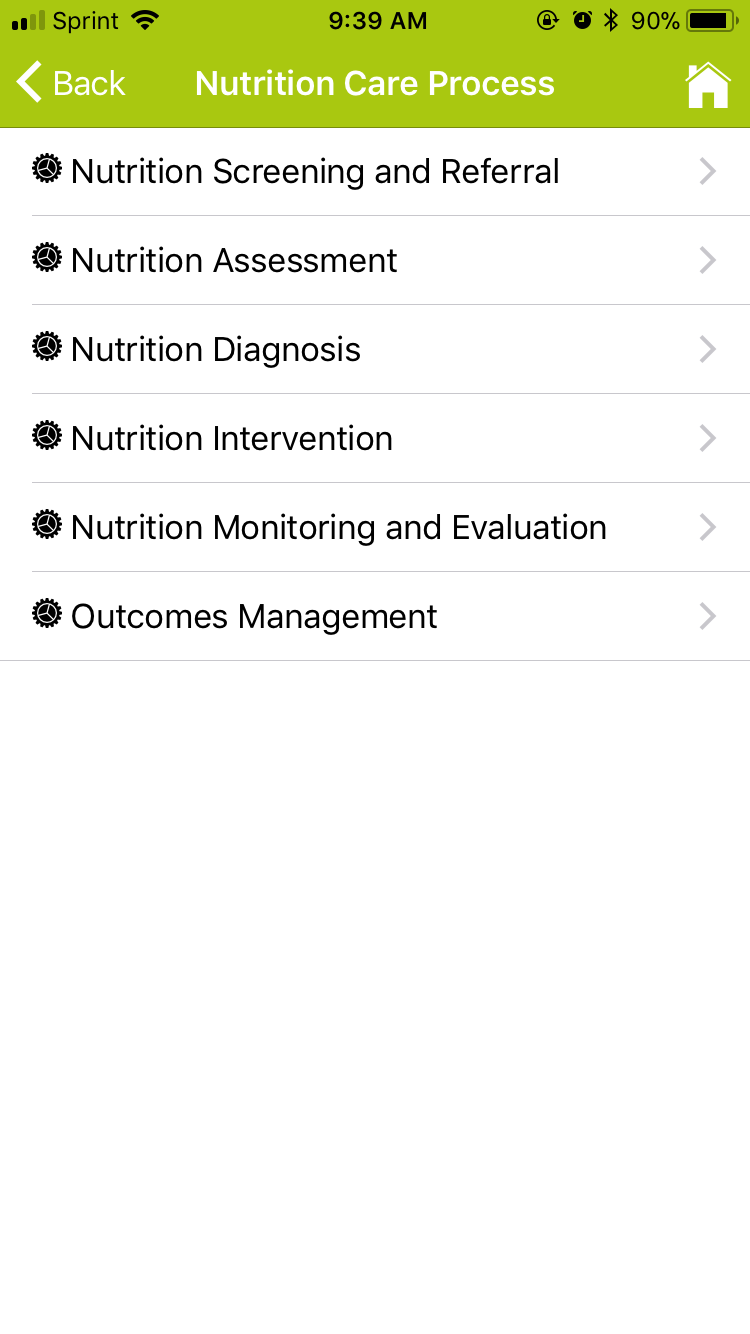 Sprint 9:39 AM 90%
Back Nutrition Care Process
Nutrition Screening and Referral
Nutrition Assessment
Nutrition Diagnosis
Nutrition Intervention
Nutrition Monitoring and Evaluation
Outcomes Management